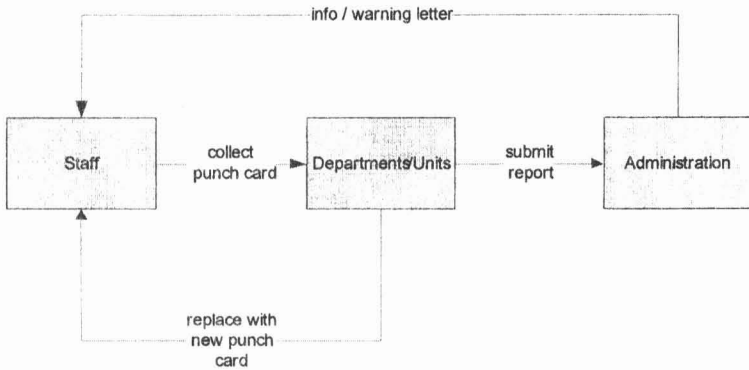 info / warning letter
Staff
collect
punch card
Departments/Units
submit
report
Administration
replace with
new punch
card